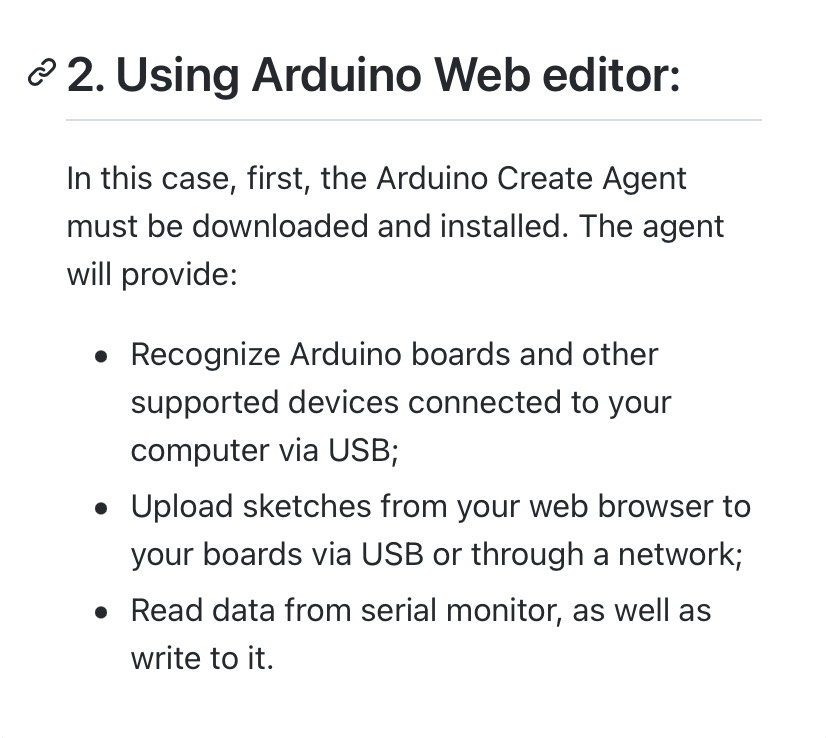 2. Using Arduino Web editor:
In this case, first, the Arduino Create Agent
must be downloaded and installed. The agent
will provide:
• Recognize Arduino boards and other
supported devices connected to your
computer via USB;
• Upload sketches from your web browser to
your boards via USB or through a network;
• Read data from serial monitor, as well as
write to it.